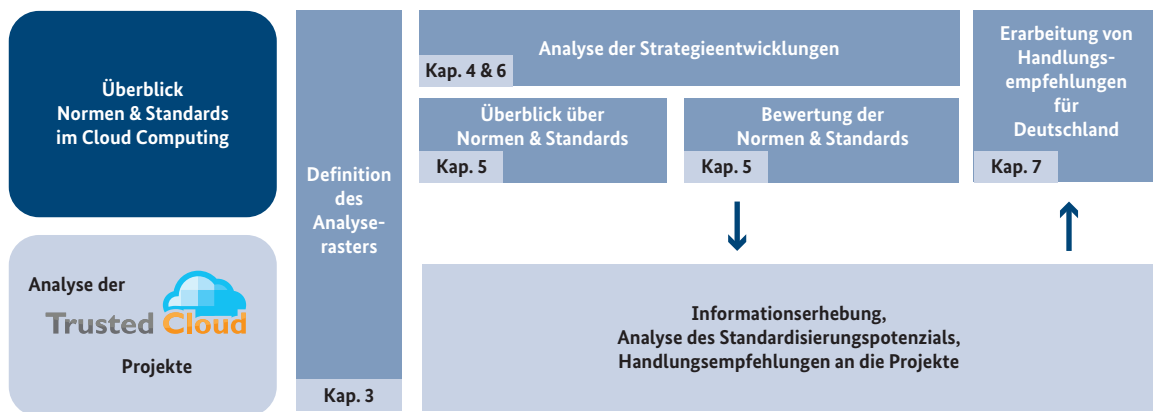 Überblick
Normen & Standards
im Cloud Computing
Analyse der
Trusted Cloud
Projekte
Definition
des
Analyse-
rasters
Kap. 3
Analyse der Strategieentwicklungen
Kap. 4 & 6
Überblick über
Normen & Standards
Kap. 5
Bewertung der
Normen & Standards
Kap. 5
Erarbeitung von
Handlungs-
empfehlungen
für
Deutschland
Kap. 7
Informationserhebung,
Analyse des Standardisierungspotenzials,
Handlungsempfehlungen an die Projekte